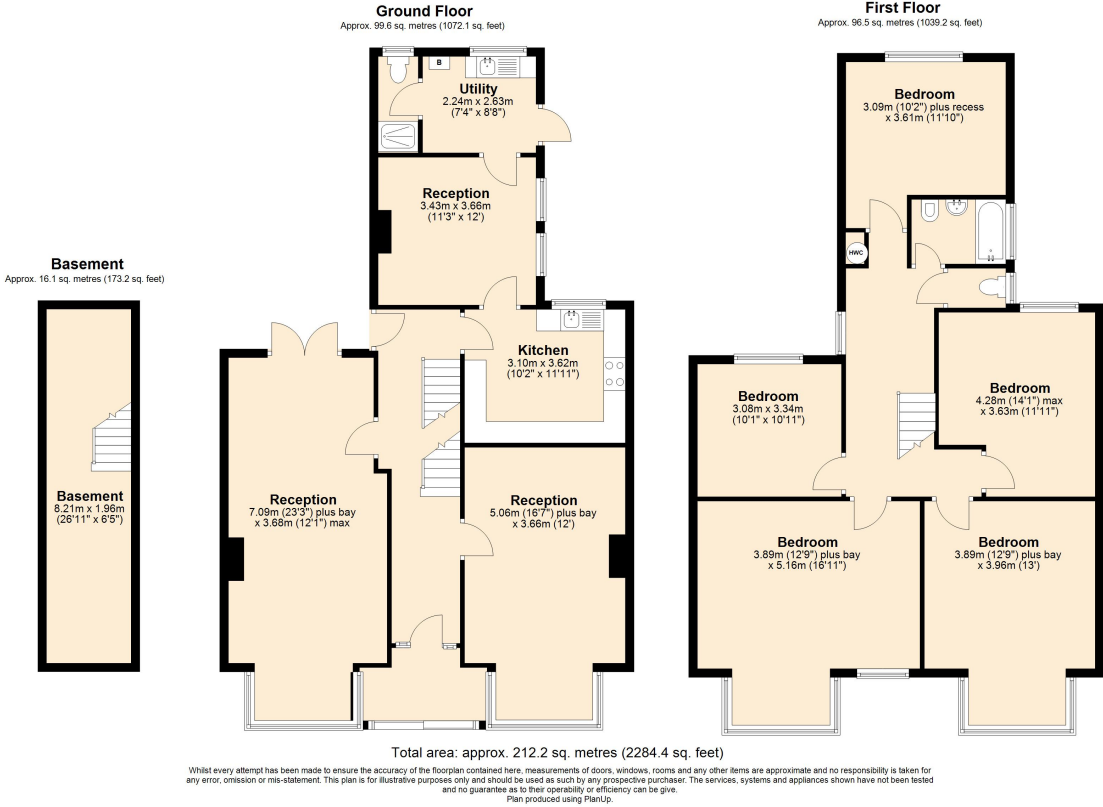 Ground Floor
Approx. 99.6 sq. metres (1072.1 sq. feet)
B
Utility
2.24m x 2.63m
(7'4" x 8'8")
Reception
3.43m x 3.66m
(11'3" x 12')
Kitchen
3.10m x 3.62m
(10'2" x 11'11")
Reception
7.09m (23'3") plus bay
x 3.68m (12'1") max
Reception
5.06m (16'7") plus bay
x 3.66m (12')
Basement
Approx. 16.1 sq. metres (173.2 sq. feet)
Basement
8.21m x 1.96m
(26'11" x 6'5")
First Floor
Approx. 96.5 sq. metres (1039.2 sq. feet)
Bedroom
3.09m (10'2") plus recess
x 3.61m (11'10")
HWC
Bedroom
3.08m x 3.34m
(10'1" x 10'11")
Bedroom
4.28m (14'1") max
x 3.63m (11'11")
Bedroom
3.89m (12'9") plus bay
x 5.16m (16'11")
Bedroom
3.89m (12'9") plus bay
x 3.96m (13')
Total area: approx. 212.2 sq. metres (2284.4 sq. feet)
Whilst every attempt has been made to ensure the accuracy of the floorplan contained here, measurements of doors, windows, rooms and any other items are approximate and no responsibility is taken for
any error, omission or mis-statement. This plan is for illustrative purposes only and should be used as such by any prospective purchaser. The services, systems and appliances shown have not been tested
and no guarantee as to their operability or efficiency can be give.
Plan produced using PlanUp.